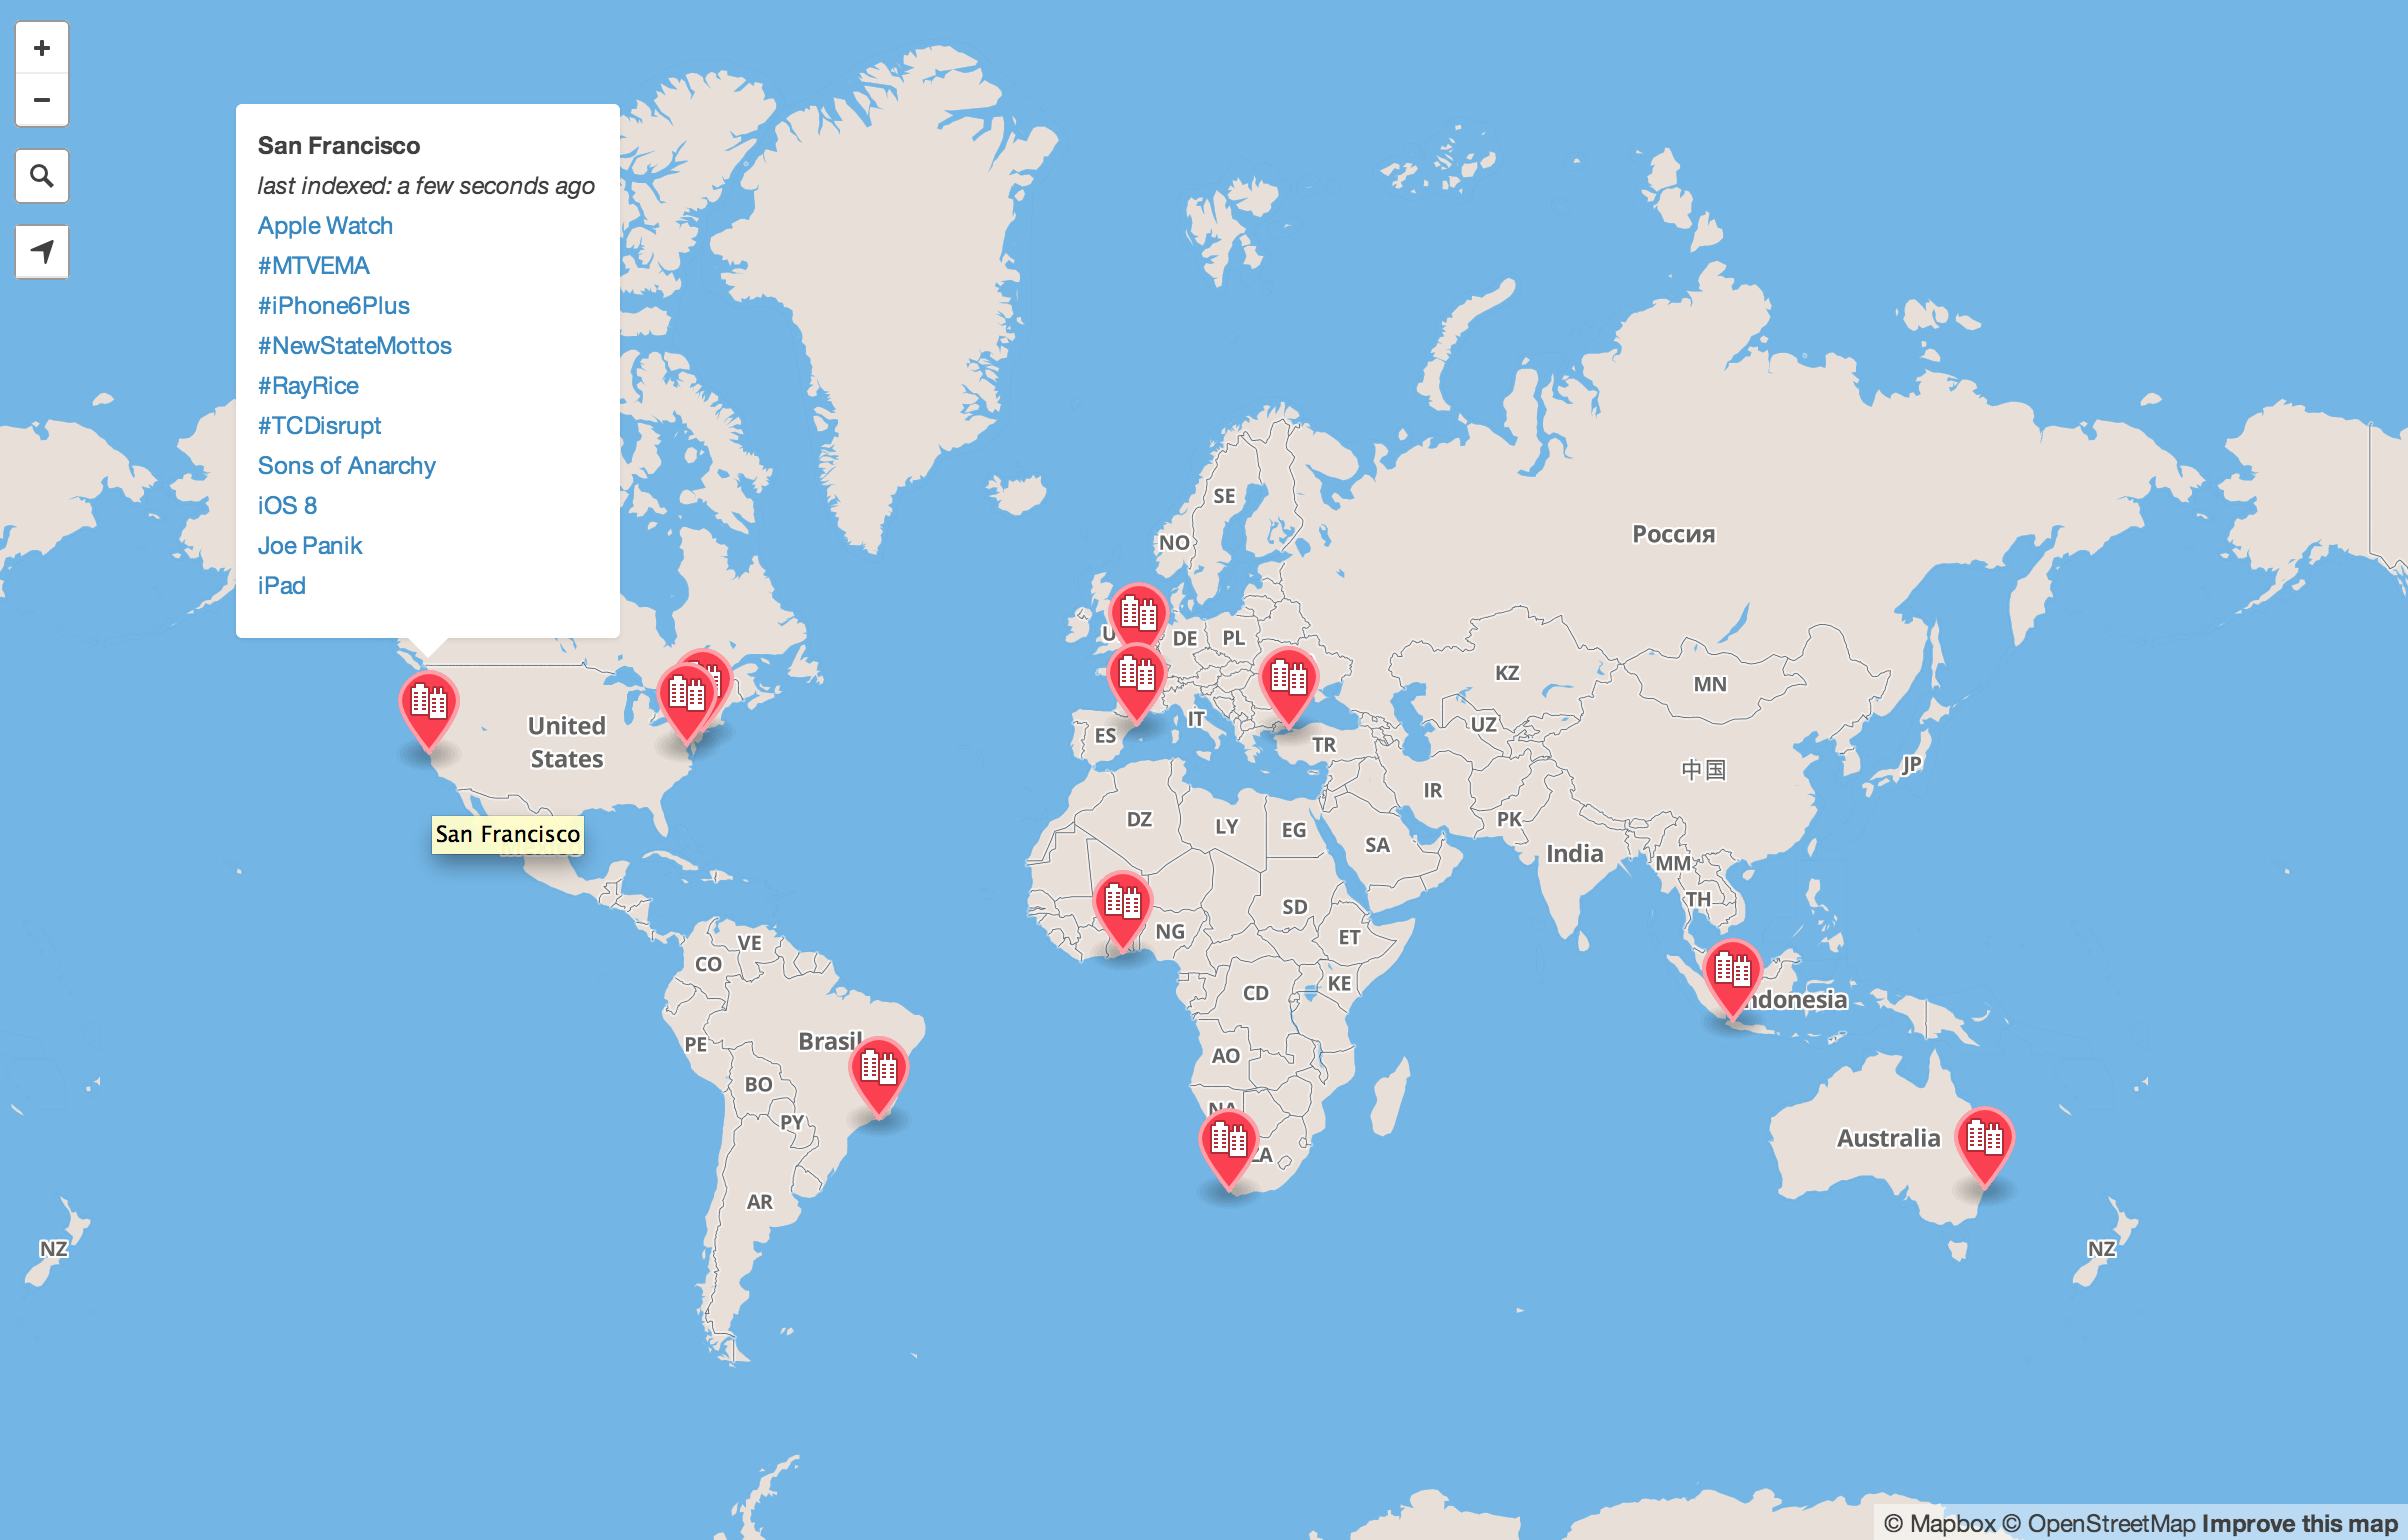 +
−
San Francisco
last indexed: a few seconds ago
Apple Watch
#MTVEMA
#iPhone6Plus
#NewStateMottos
#RayRice
#TCDisrupt
Sons of Anarchy
iOS 8
Joe Panik
iPad
SE
NO
Россия
DE
PL
KZ
MN
United
States
IT
UZ
ES
TR
中国
JP
IR
San Francisco
DZ
LY
EG
PK
SA
India
MM
TH
SD
NG
ET
VE
CO
KE
CD
Indonesia
Brasil
PE
AO
BO
NA
PY
Australia
ZA
AR
NZ
NZ
© Mapbox © OpenStreetMap Improve this map